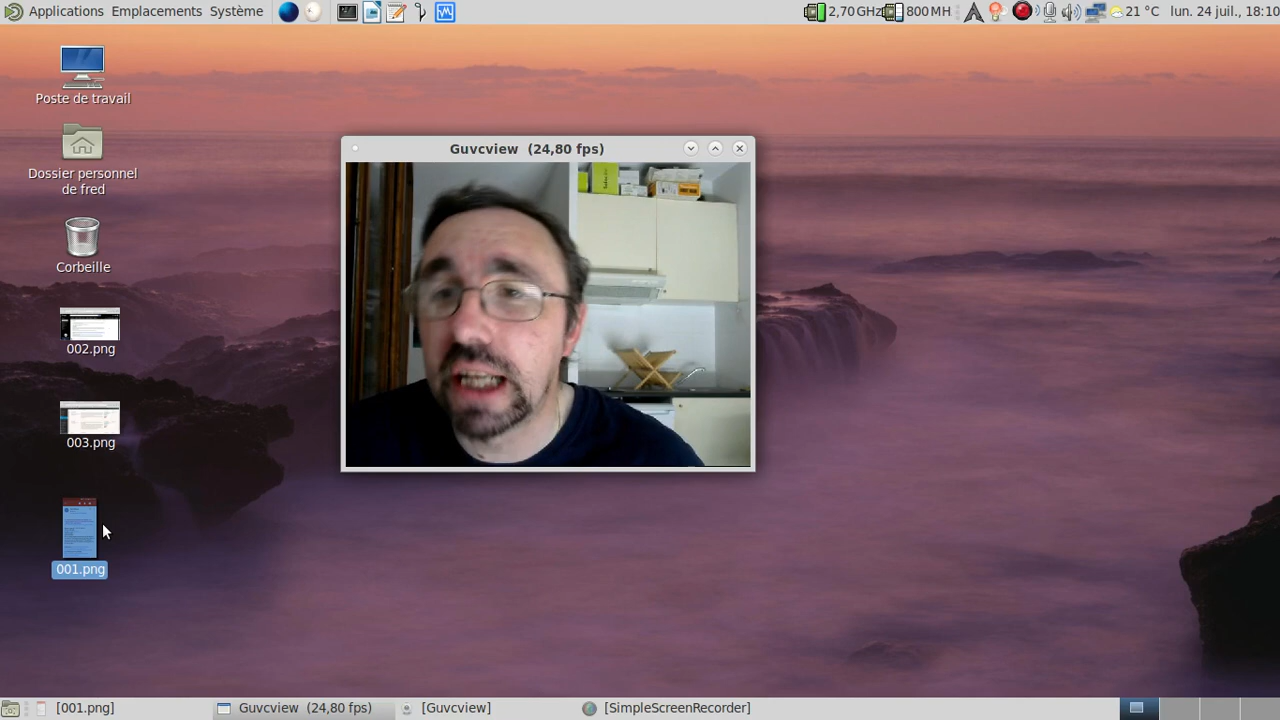 Applications Emplacements Système 2,70 GHz 800 MH 21 °C lun. 24 juil., 18:10
Poste de travail
Dossier personnel
de fred
Corbeille
002.png
003.png
001.png
Guvcview (24,80 fps)
[001.png] Guvcview (24,80 fps) [Guvcview] [SimpleScreenRecorder]